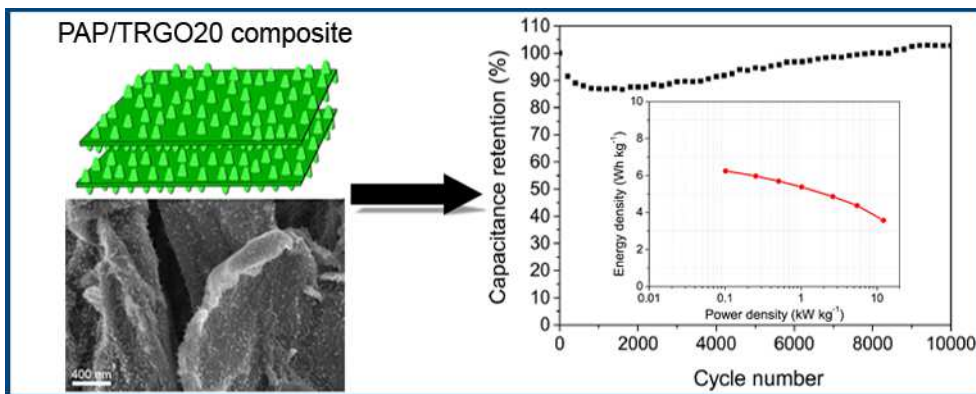 PAP/TRGO20 composite
400 nm
Capacitance retention (%)
110
100
90
80
70
60
50
40
30
20
10
0
0 2000 4000 6000 8000 10000
Cycle number
Energy density (Wh kg⁻¹)
10
8
6
4
2
0
0.01 0.1 1 10
Power density (kW kg⁻¹)